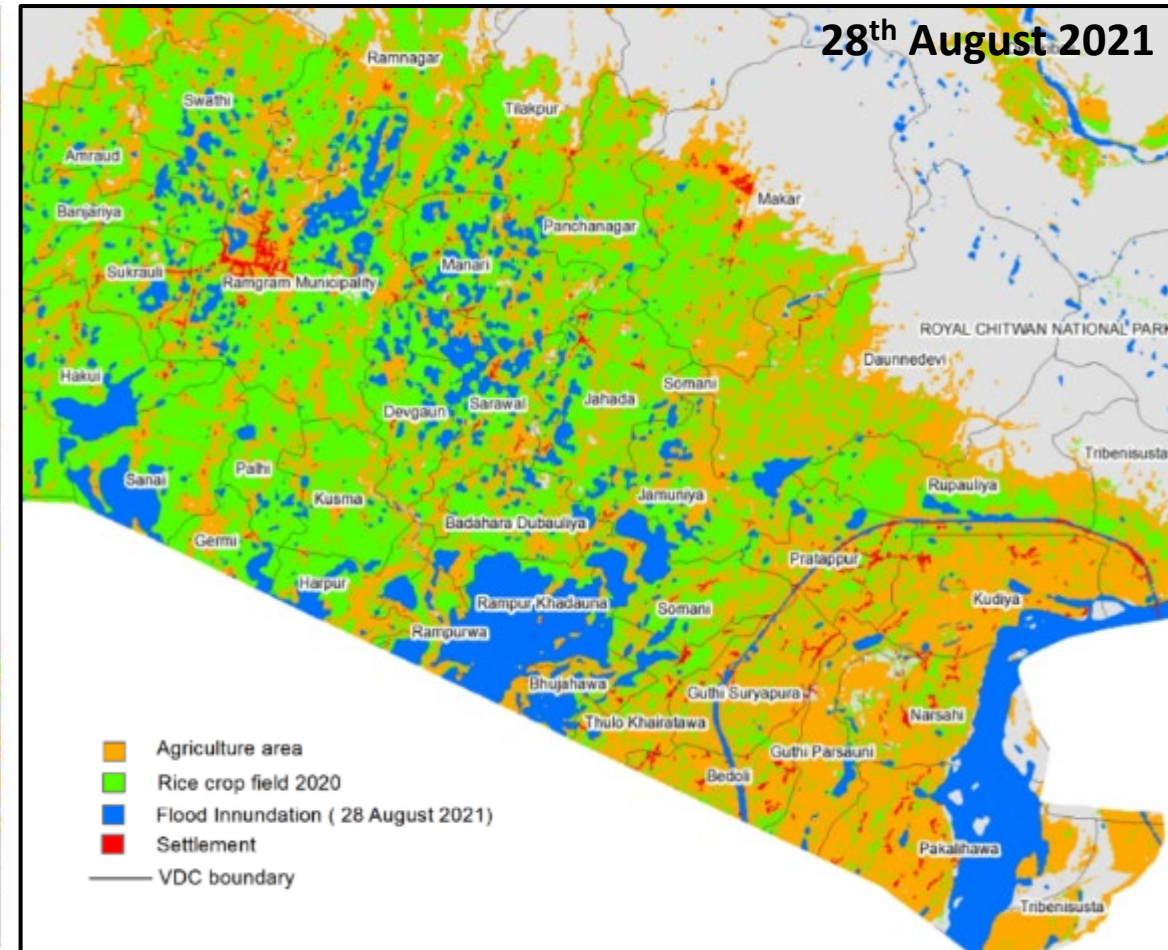 28th August 2021
Ramnagar
Swathi
Tilakpur
Amraud
Makar
Banjariya
Panchanagar
Manari
Sukrauli
Ramgram Municipality
ROYAL CHITWAN NATIONAL PARK
Daunnedevi
Hakui
Somani
Devgaun
Sarawal
Jahada
Tribenisusta
Palhi
Sanai
Rupauliya
Kusma
Jamuniya
Badahara Dubauliya
Germi
Pratappur
Harpur
Rampur Khadauna
Somani
Kudiya
Rampurwa
Bhujahawa
Guthi Suryapura
Narsahi
Thulo Khairatawa
Guthi Parsauni
Bedoli
Pakalihawa
Tribenisusta
Agriculture area
Rice crop field 2020
Flood Innundation ( 28 August 2021)
Settlement
VDC boundary